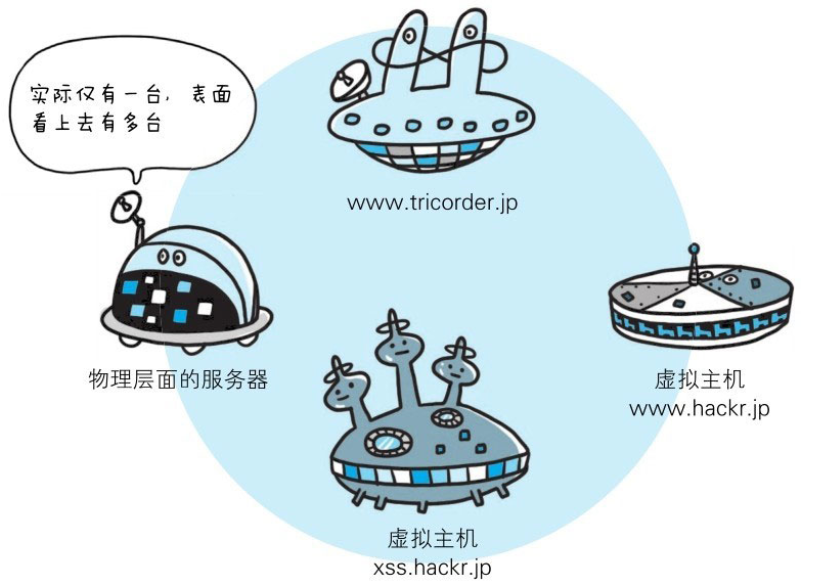 实际仅有一台，表面
看上去有多台
www.tricorder.jp
物理层面的服务器
虚拟主机
www.hackr.jp
虚拟主机
xss.hackr.jp